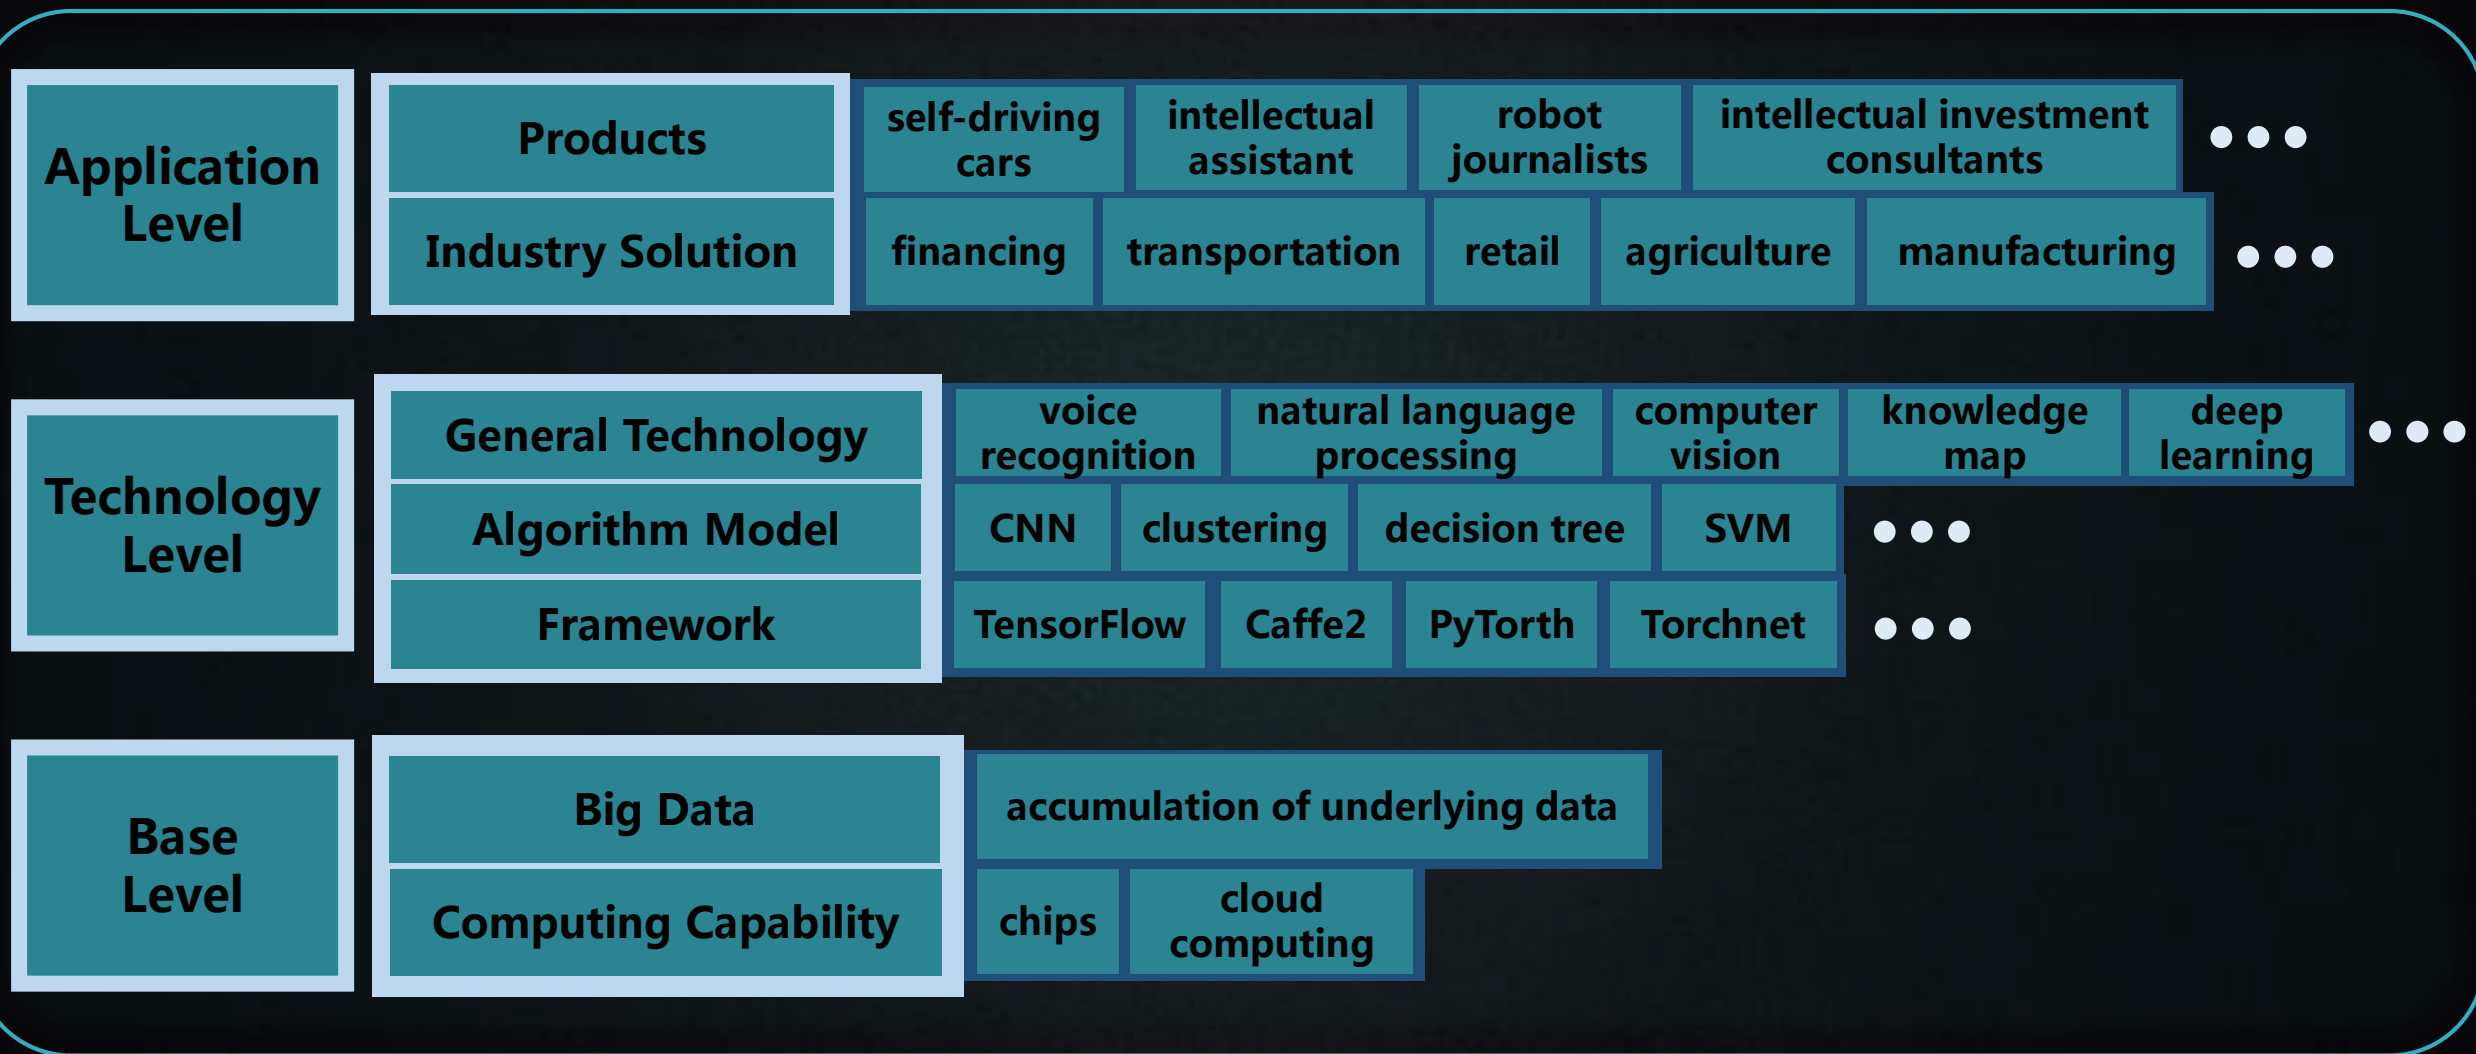 Application
Level
Products
self-driving
cars
intellectual
assistant
robot
journalists
intellectual investment
consultants
Industry Solution
financing
transportation
retail
agriculture
manufacturing
Technology
Level
General Technology
voice
recognition
natural language
processing
computer
vision
knowledge
map
deep
learning
Algorithm Model
CNN
clustering
decision tree
SVM
Framework
TensorFlow
Caffe2
PyTorth
Torchnet
Base
Level
Big Data
accumulation of underlying data
Computing Capability
chips
cloud
computing